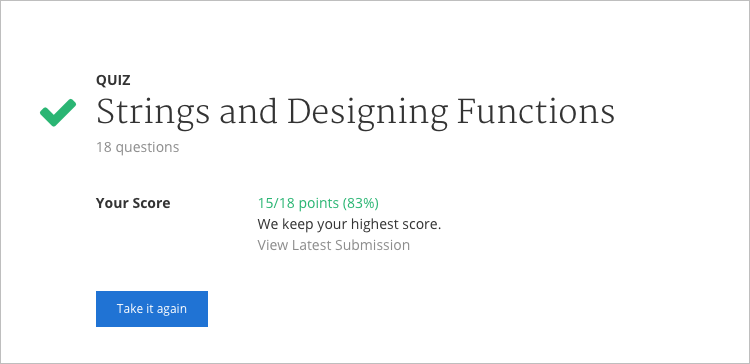 QUIZ
Strings and Designing Functions
18 questions
Your Score
15/18 points (83%)
We keep your highest score.
View Latest Submission
Take it again